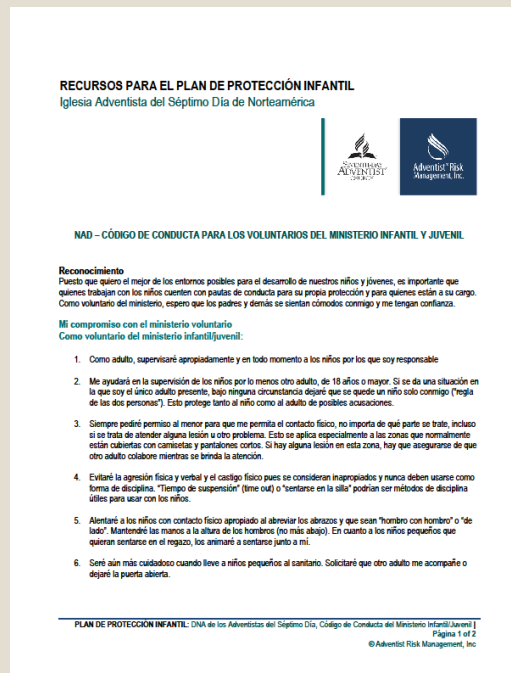 RECURSOS PARA EL PLAN DE PROTECCIÓN INFANTIL
Iglesia Adventista del Séptimo Día de Norteamérica
SEVENTH-DAY
ADVENTIST
CHURCH
Adventist Risk
Management, Inc.
NAD – CÓDIGO DE CONDUCTA PARA LOS VOLUNTARIOS DEL MINISTERIO INFANTIL Y JUVENIL
Reconocimiento
Puesto que quiero el mejor de los entornos posibles para el desarrollo de nuestros niños y jóvenes, es importante que
quienes trabajan con los niños cuenten con pautas de conducta para su propia protección y para quienes están a su cargo.
Como voluntario del ministerio, espero que los padres y demás se sientan cómodos conmigo y me tengan confianza.
Mi compromiso con el ministerio voluntario
Como voluntario del ministerio infantil/juvenil:
1. Como adulto, supervisaré apropiadamente y en todo momento a los niños por los que soy responsable
2. Me ayudará en la supervisión de los niños por lo menos otro adulto, de 18 años o mayor. Si se da una situación en
la que soy el único adulto presente, bajo ninguna circunstancia dejaré que se quede un niño solo conmigo ("regla
de las dos personas"). Esto protege tanto al niño como al adulto de posibles acusaciones.
3. Siempre pediré permiso al menor para que me permita el contacto físico, no importa de qué parte se trate, incluso
si se trata de atender alguna lesión u otro problema. Esto se aplica especialmente a las zonas que normalmente
están cubiertas con camisetas y pantalones cortos. Si hay alguna lesión en esta zona, hay que asegurarse de que
otro adulto colabore mientras se brinda la atención.
4. Evitaré la agresión física y verbal y el castigo físico pues se consideran inapropiados y nunca deben usarse como
forma de disciplina. "Tiempo de suspensión" (time out) o "sentarse en la silla" podrían ser métodos de disciplina
útiles para usar con los niños.
5. Alentaré a los niños con contacto físico apropiado al abreviar los abrazos y que sean "hombro con hombro" o "de
lado". Mantendré las manos a la altura de los hombros (no más abajo). En cuanto a los niños pequeños que
quieran sentarse en el regazo, los animaré a sentarse junto a mí.
6. Seré aún más cuidadoso cuando lleve a niños pequeños al sanitario. Solicitaré que otro adulto me acompañe o
dejaré la puerta abierta.
PLAN DE PROTECCIÓN INFANTIL: DNA de los Adventistas del Séptimo Día, Código de Conducta del Ministerio Infantil/Juvenil |
Página 1 of 2
© Adventist Risk Management, Inc